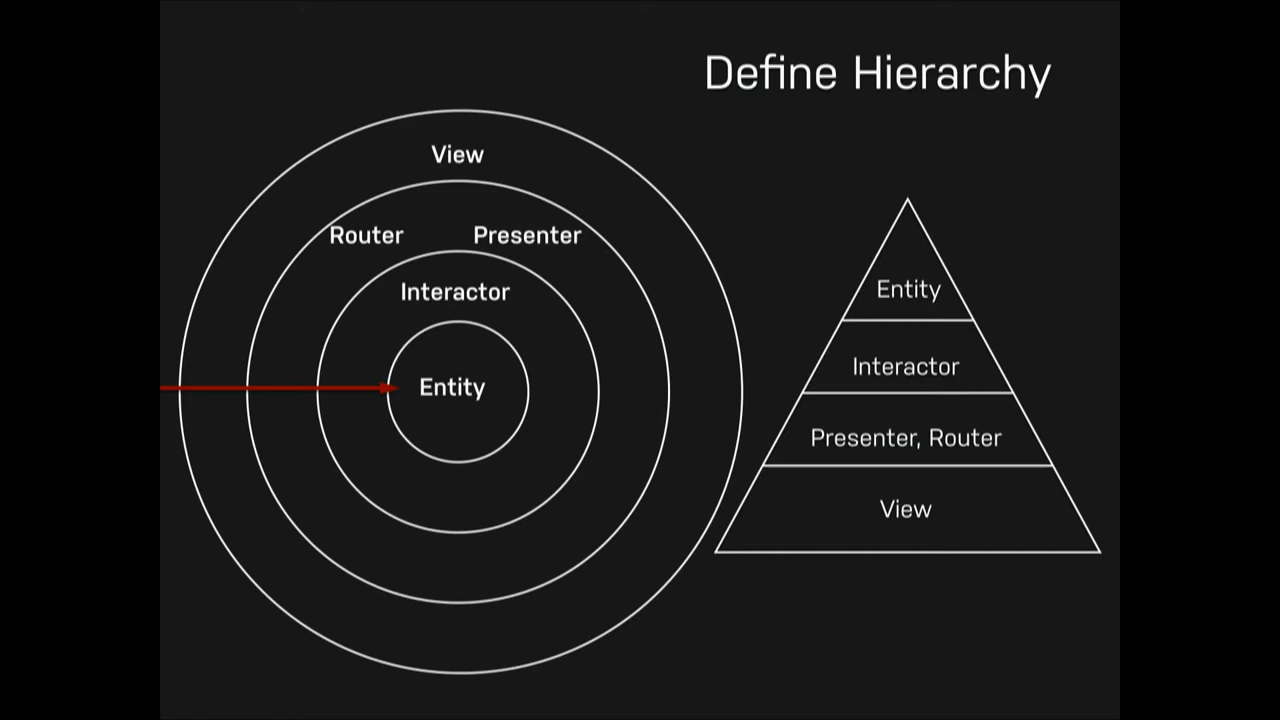 Define Hierarchy
View
Router
Presenter
Interactor
Entity
Entity
Interactor
Presenter, Router
View